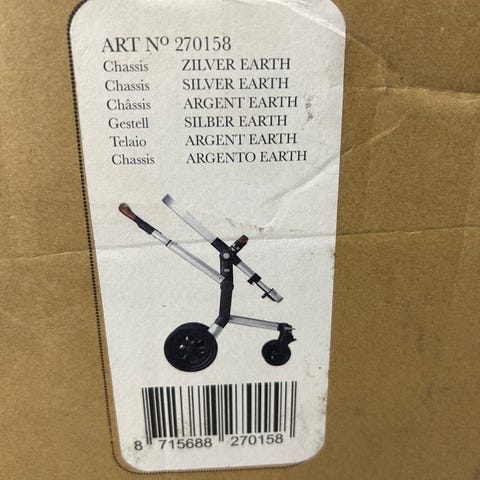 ART Nº 270158
Chassis ZILVER EARTH
Chassis SILVER EARTH
Châssis ARGENT EARTH
Gestell SILBER EARTH
Telaio ARGENT EARTH
Chassis ARGENTO EARTH
8 715688 270158